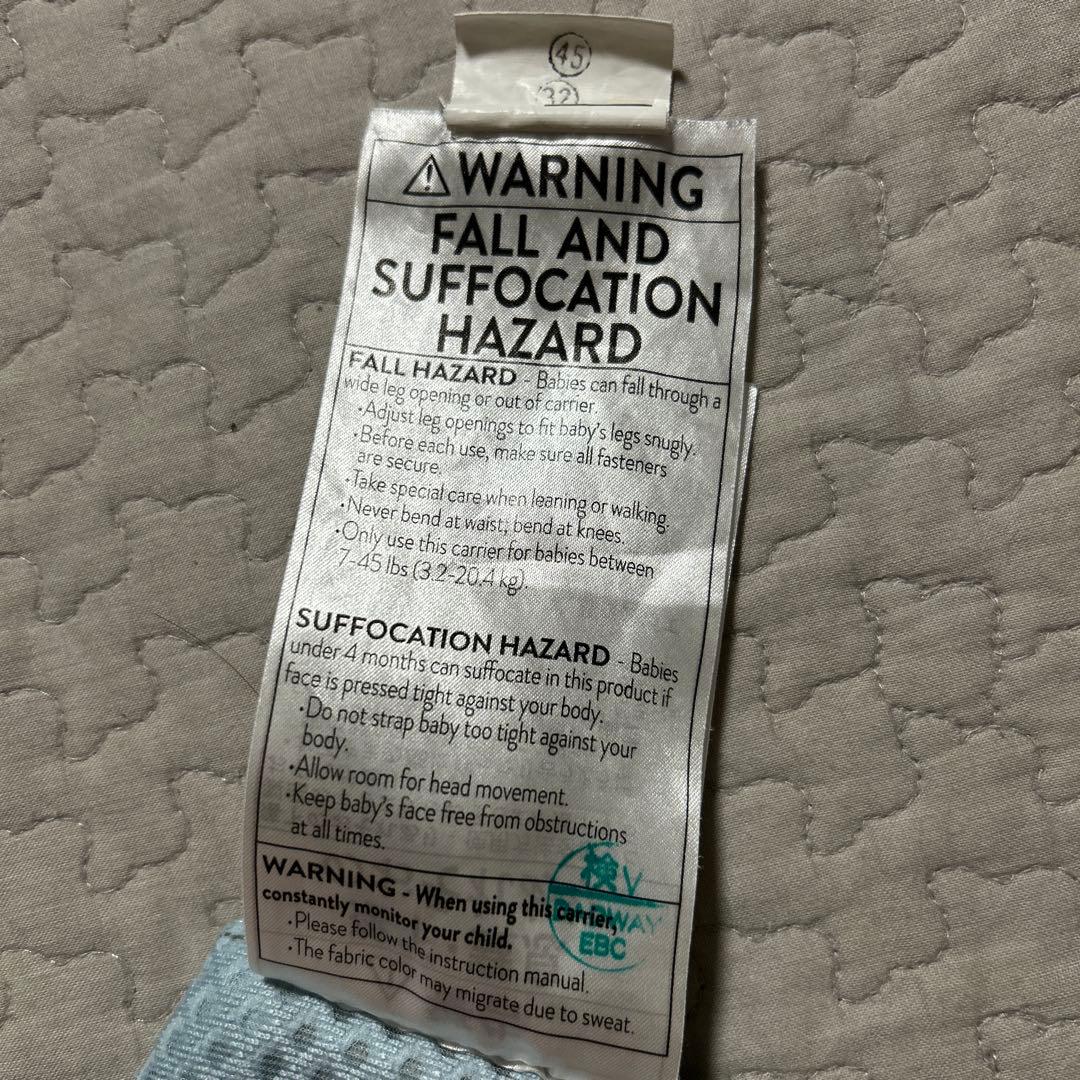 45
32
WARNING
FALL AND
SUFFOCATION
HAZARD
FALL HAZARD - Babies can fall through a
wide leg opening or out of carrier.
•Adjust leg openings to fit baby's legs snugly.
•Before each use, make sure all fasteners
are secure.
•Take special care when leaning or walking.
•Never bend at waist; bend at knees.
•Only use this carrier for babies between
7-45 lbs (3.2-20.4 kg).
SUFFOCATION HAZARD - Babies
under 4 months can suffocate in this product if
face is pressed tight against your body.
•Do not strap baby too tight against your
body.
•Allow room for head movement.
•Keep baby's face free from obstructions
at all times.
検V
WARNING - When using this carrier,
constantly monitor your child.
EBC
•Please follow the instruction manual.
•The fabric color may migrate due to sweat.